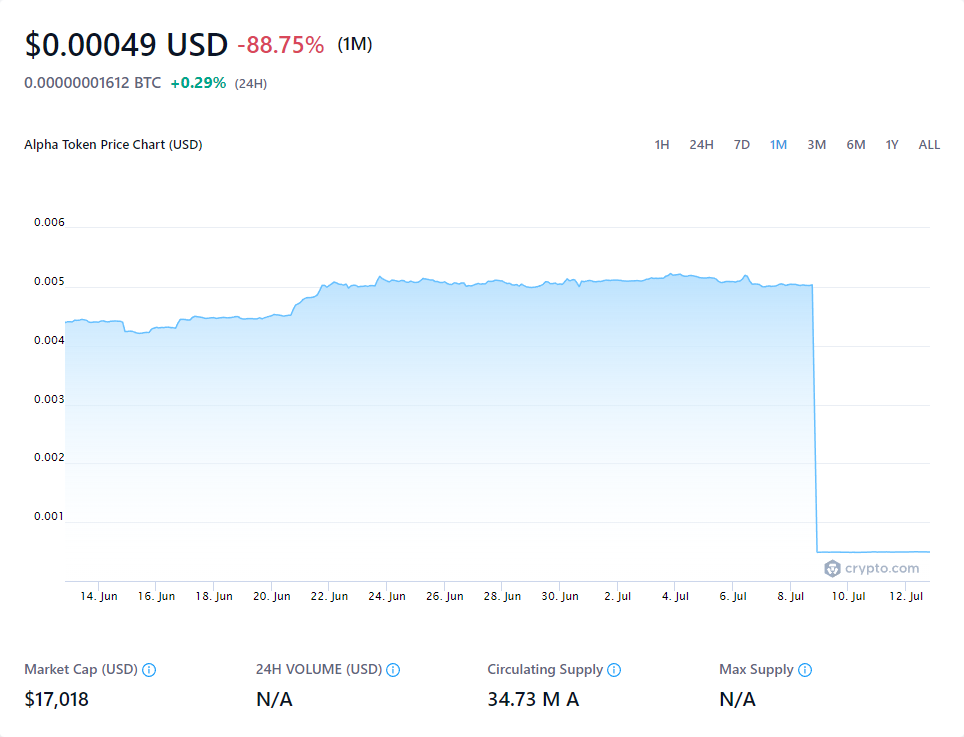 $0.00049 USD -88.75% (1M)
0.00000001612 BTC +0.29% (24H)
Alpha Token Price Chart (USD) 1H 24H 7D 1M 3M 6M 1Y ALL
0.006
0.005
0.004
0.003
0.002
0.001
crypto.com
14. Jun 16. Jun 18. Jun 20. Jun 22. Jun 24. Jun 26. Jun 28. Jun 30. Jun 2. Jul 4. Jul 6. Jul 8. Jul 10. Jul 12. Jul
Market Cap (USD) 24H VOLUME (USD) Circulating Supply Max Supply
$17,018 N/A 34.73 M A N/A